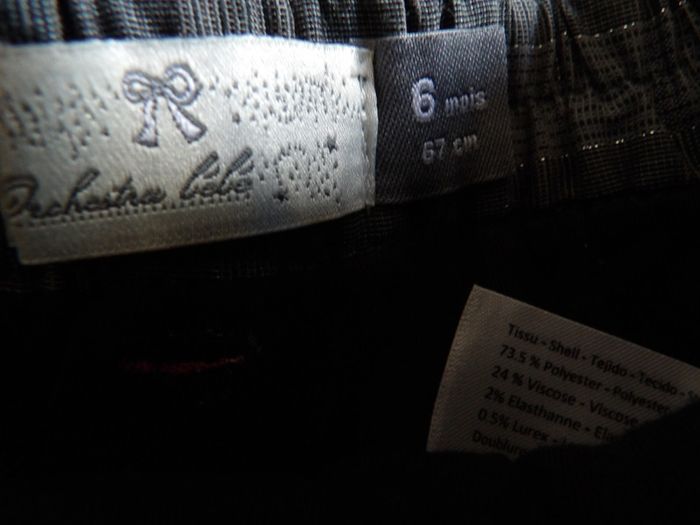 Orchestra bébé
6 mois
67 cm
Tissu - Shell - Tejido - Tecido -
73.5 % Polyester - Polyester
24 % Viscose - Viscose
2% Elasthanne -
0.5% Lurex -